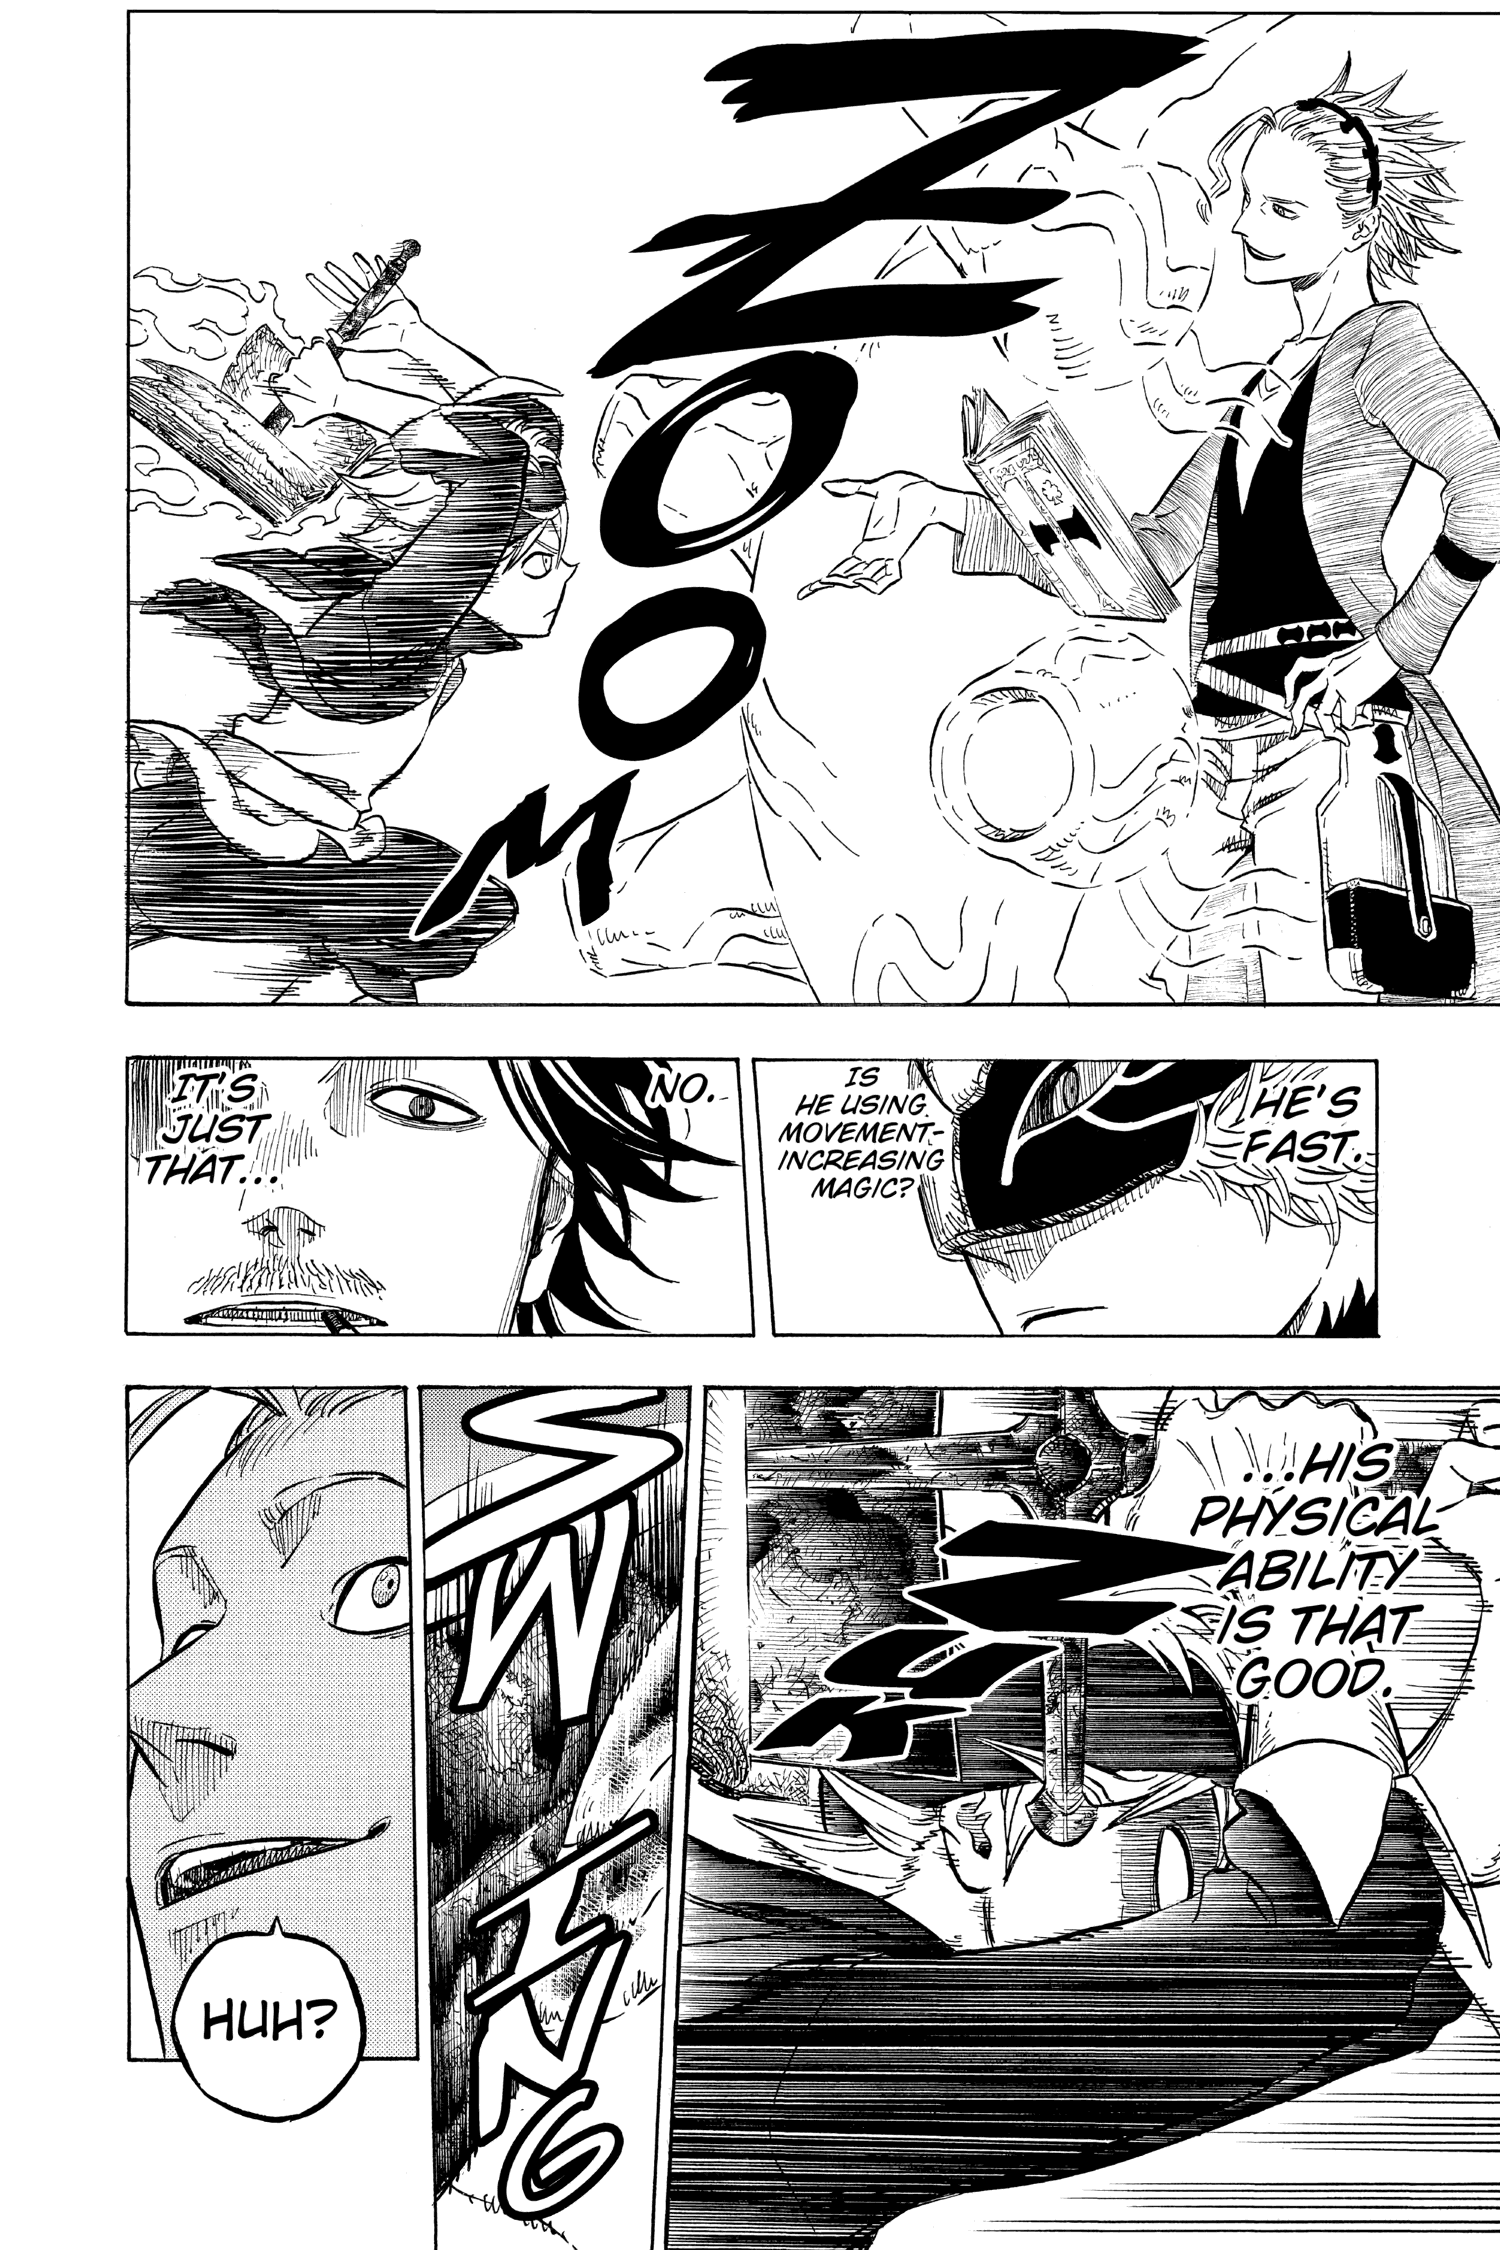 ZOOM
HE'S
FAST.
IS
HE USING
MOVEMENT-
INCREASING
MAGIC?
NO.
IT'S
JUST
THAT...
...HIS
PHYSICAL
ABILITY
IS THAT
GOOD.
SWING
HUH?